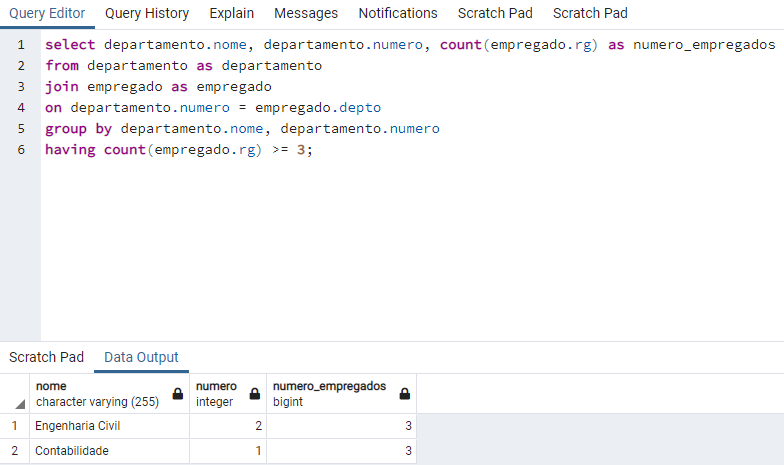 Query Editor Query History Explain Messages Notifications Scratch Pad Scratch Pad
1 select departamento.nome, departamento.numero, count(empregado.rg) as numero_empregados
2 from departamento as departamento
3 join empregado as empregado
4 on departamento.numero = empregado.depto
5 group by departamento.nome, departamento.numero
6 having count(empregado.rg) >= 3;
Scratch Pad Data Output
nome numero numero_empregados
character varying (255) integer bigint
1 Engenharia Civil 2 3
2 Contabilidade 1 3